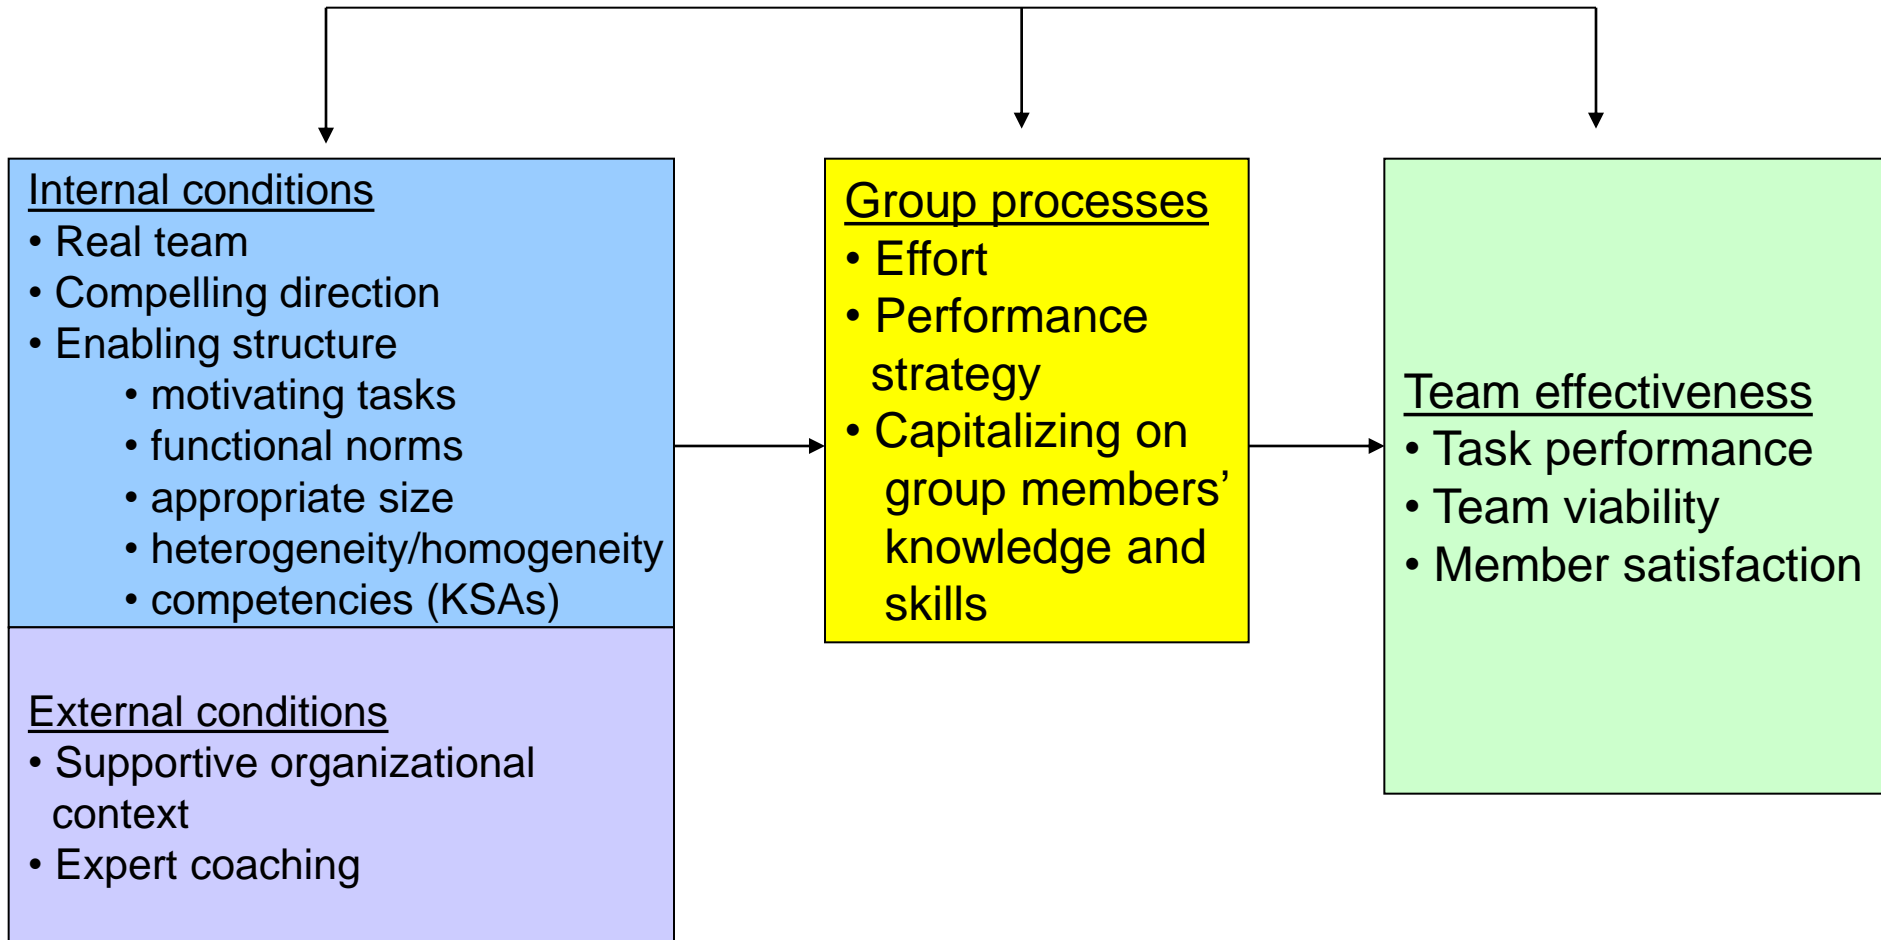 Internal conditions
• Real team
• Compelling direction
• Enabling structure
• motivating tasks
• functional norms
• appropriate size
• heterogeneity/homogeneity
• competencies (KSAs)
External conditions
• Supportive organizational
context
• Expert coaching
Group processes
• Effort
• Performance
strategy
• Capitalizing on
group members’
knowledge and
skills
Team effectiveness
• Task performance
• Team viability
• Member satisfaction